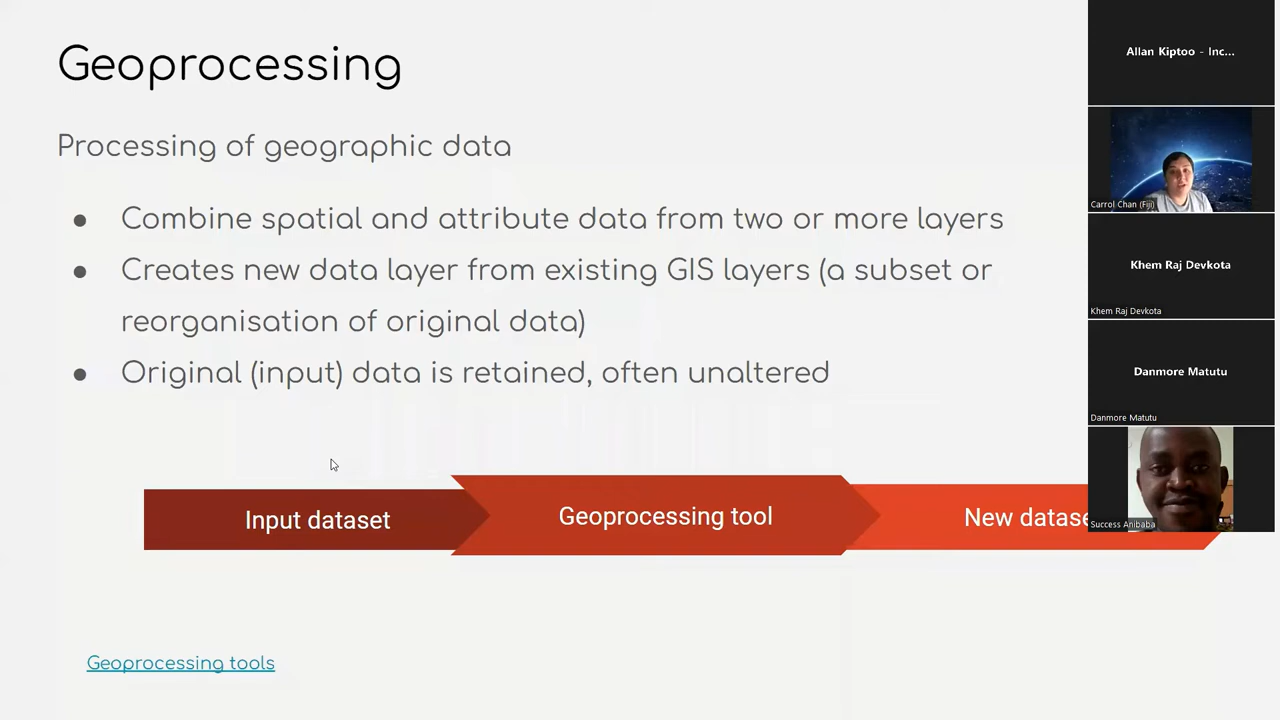 Geoprocessing
Processing of geographic data
● Combine spatial and attribute data from two or more layers
● Creates new data layer from existing GIS layers (a subset or
reorganisation of original data)
● Original (input) data is retained, often unaltered
Input dataset
Geoprocessing tool
New datase
Geoprocessing tools
Allan Kiptoo - Inc...
Carrol Chan (Fiji)
Khem Raj Devkota
Khem Raj Devkota
Danmore Matutu
Danmore Matutu
Success Anibaba